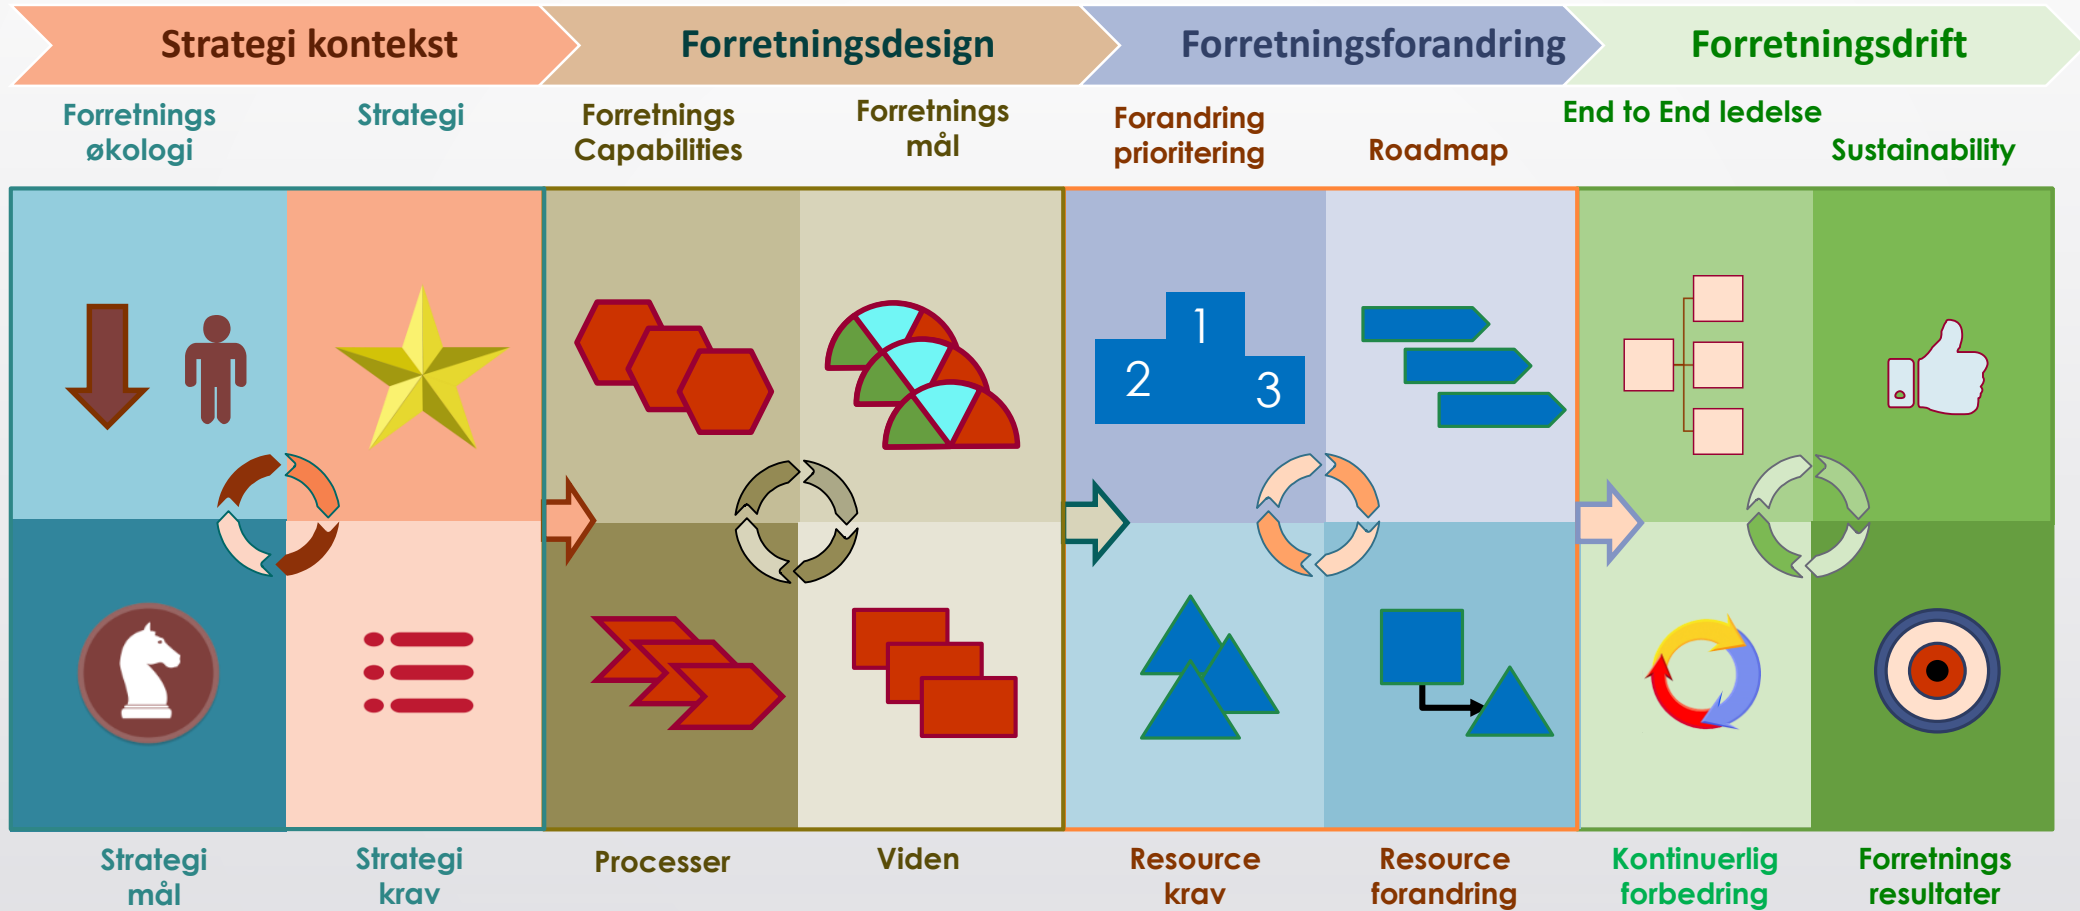 Strategi kontekst
Forretningsdesign
Forretningsforandring
Forretningsdrift
Forretnings
økologi
Strategi
Forretnings
Capabilities
Forretnings
mål
Forandring
prioritering
Roadmap
End to End ledelse
Sustainability
1
2
3
Strategi
mål
Strategi
krav
Processer
Viden
Resource
krav
Resource
forandring
Kontinuerlig
forbedring
Forretnings
resultater